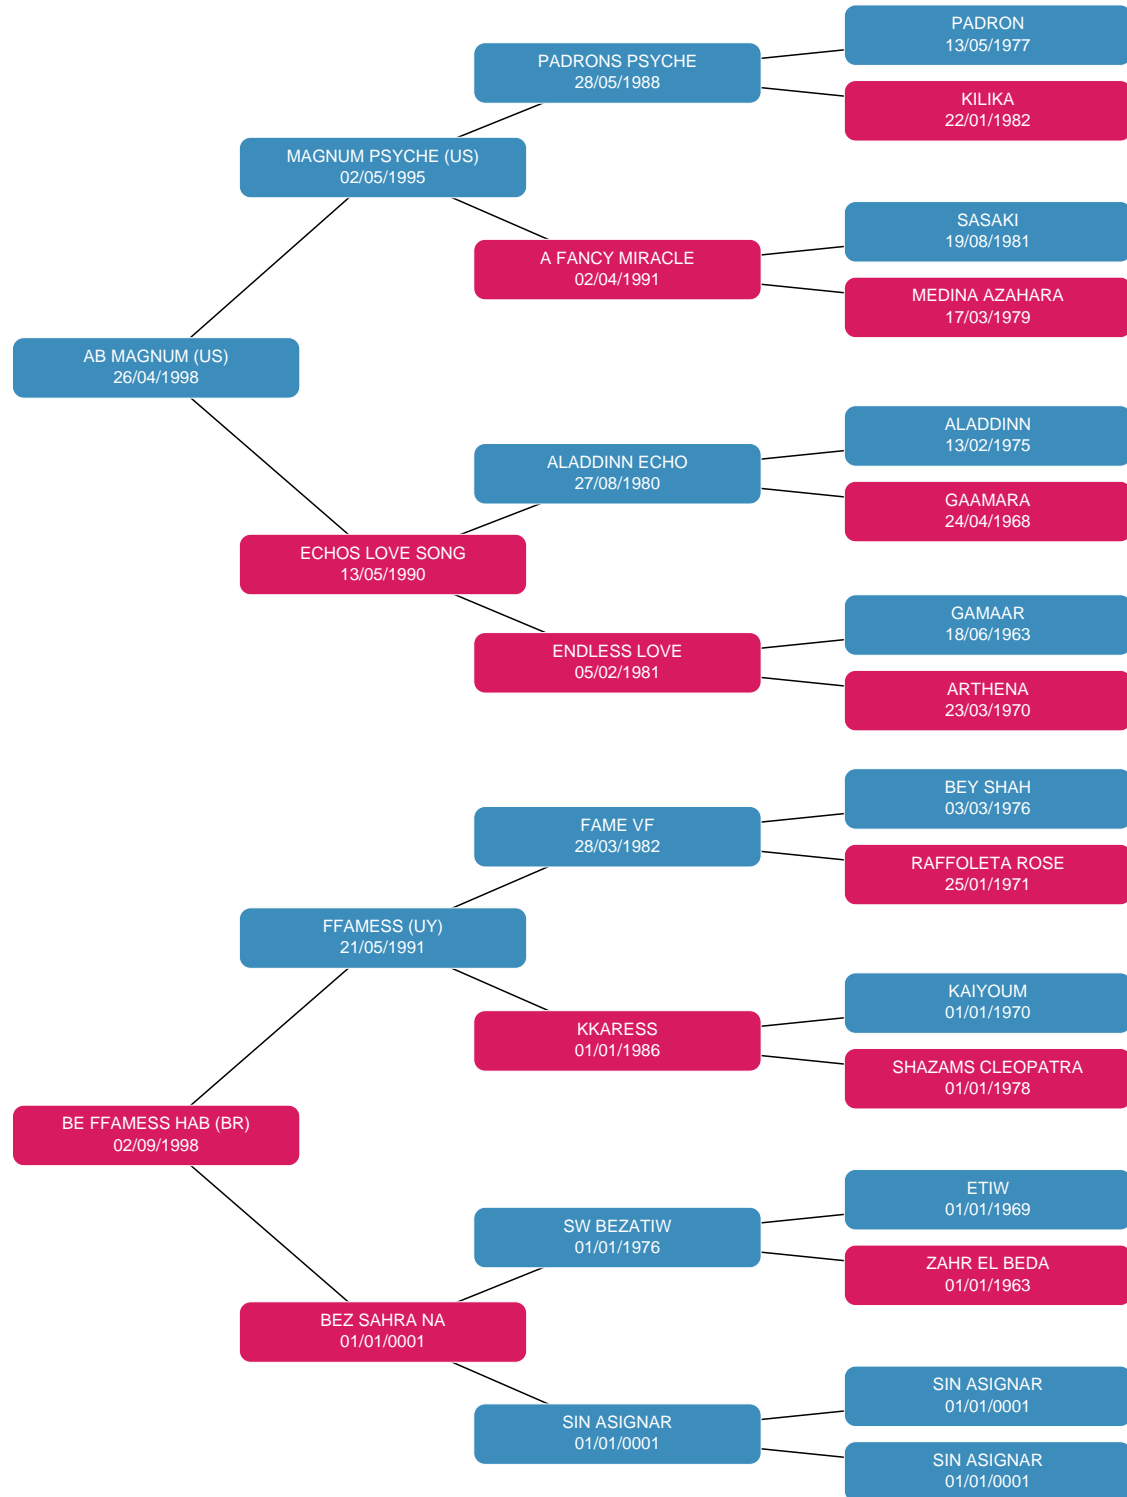 PADRON
13/05/1977
PADRONS PSYCHE
28/05/1988
KILIKA
22/01/1982
MAGNUM PSYCHE (US)
02/05/1995
SASAKI
19/08/1981
A FANCY MIRACLE
02/04/1991
MEDINA AZAHARA
17/03/1979
AB MAGNUM (US)
26/04/1998
ALADDINN
13/02/1975
ALADDINN ECHO
27/08/1980
GAAMARA
24/04/1968
ECHOS LOVE SONG
13/05/1990
GAMAAR
18/06/1963
ENDLESS LOVE
05/02/1981
ARTHENA
23/03/1970
BEY SHAH
03/03/1976
FAME VF
28/03/1982
RAFFOLETA ROSE
25/01/1971
FFAMESS (UY)
21/05/1991
KAIYOUM
01/01/1970
KKARESS
01/01/1986
SHAZAMS CLEOPATRA
01/01/1978
BE FFAMESS HAB (BR)
02/09/1998
ETIW
01/01/1969
SW BEZATIW
01/01/1976
ZAHR EL BEDA
01/01/1963
BEZ SAHRA NA
01/01/0001
SIN ASIGNAR
01/01/0001
SIN ASIGNAR
01/01/0001
SIN ASIGNAR
01/01/0001